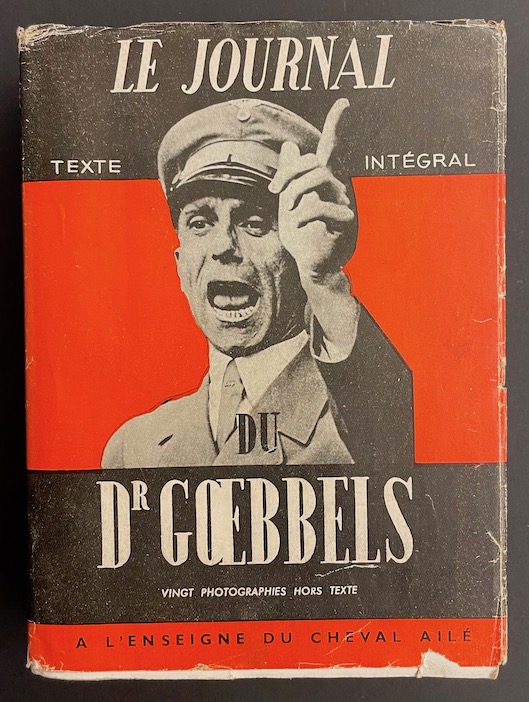 LE JOURNAL
TEXTE INTÉGRAL
DU
DR GŒBBELS
VINGT PHOTOGRAPHIES HORS TEXTE
A L'ENSEIGNE DU CHEVAL AILÉ